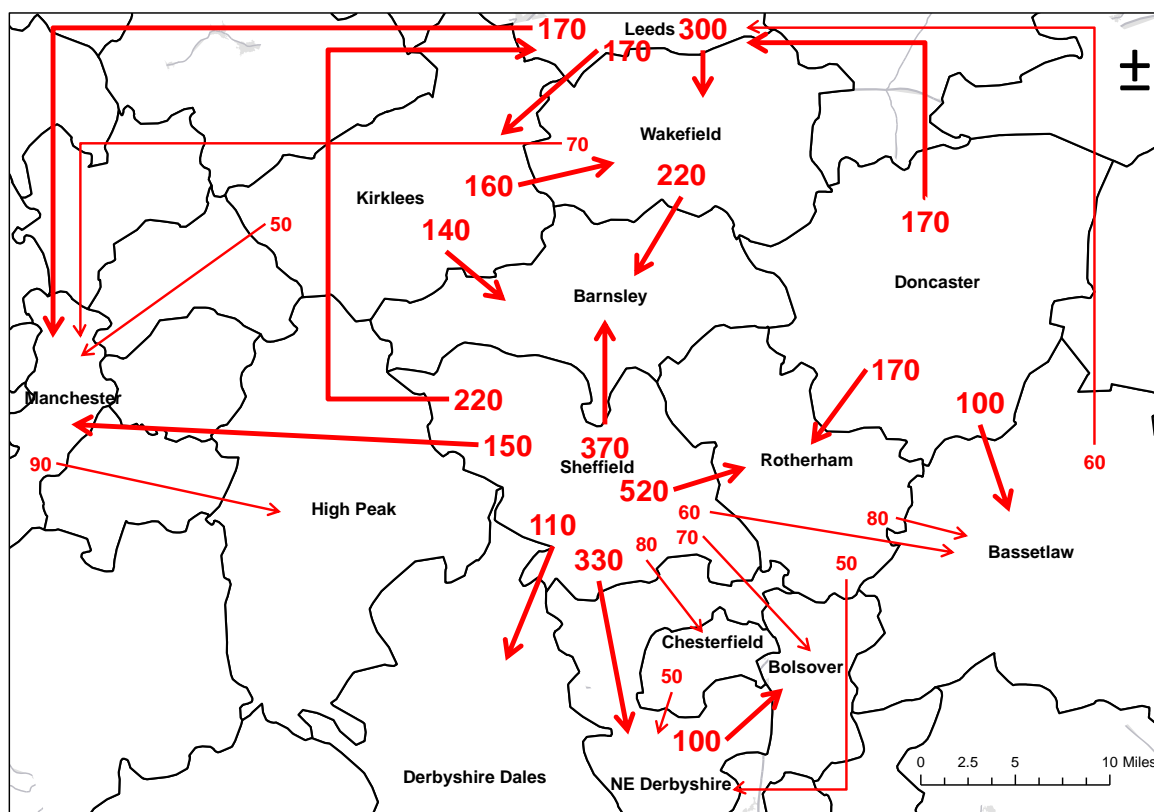 170
Leeds 300
170
±
Wakefield
70
160
220
Kirklees
50
140
170
Doncaster
Barnsley
170
Manchester
220
100
150
370
90
Sheffield
Rotherham
60
520
High Peak
60
80
110
70
Bassetlaw
330
80
50
Chesterfield
Bolsover
50
100
0 2.5 5 10 Miles
Derbyshire Dales
NE Derbyshire